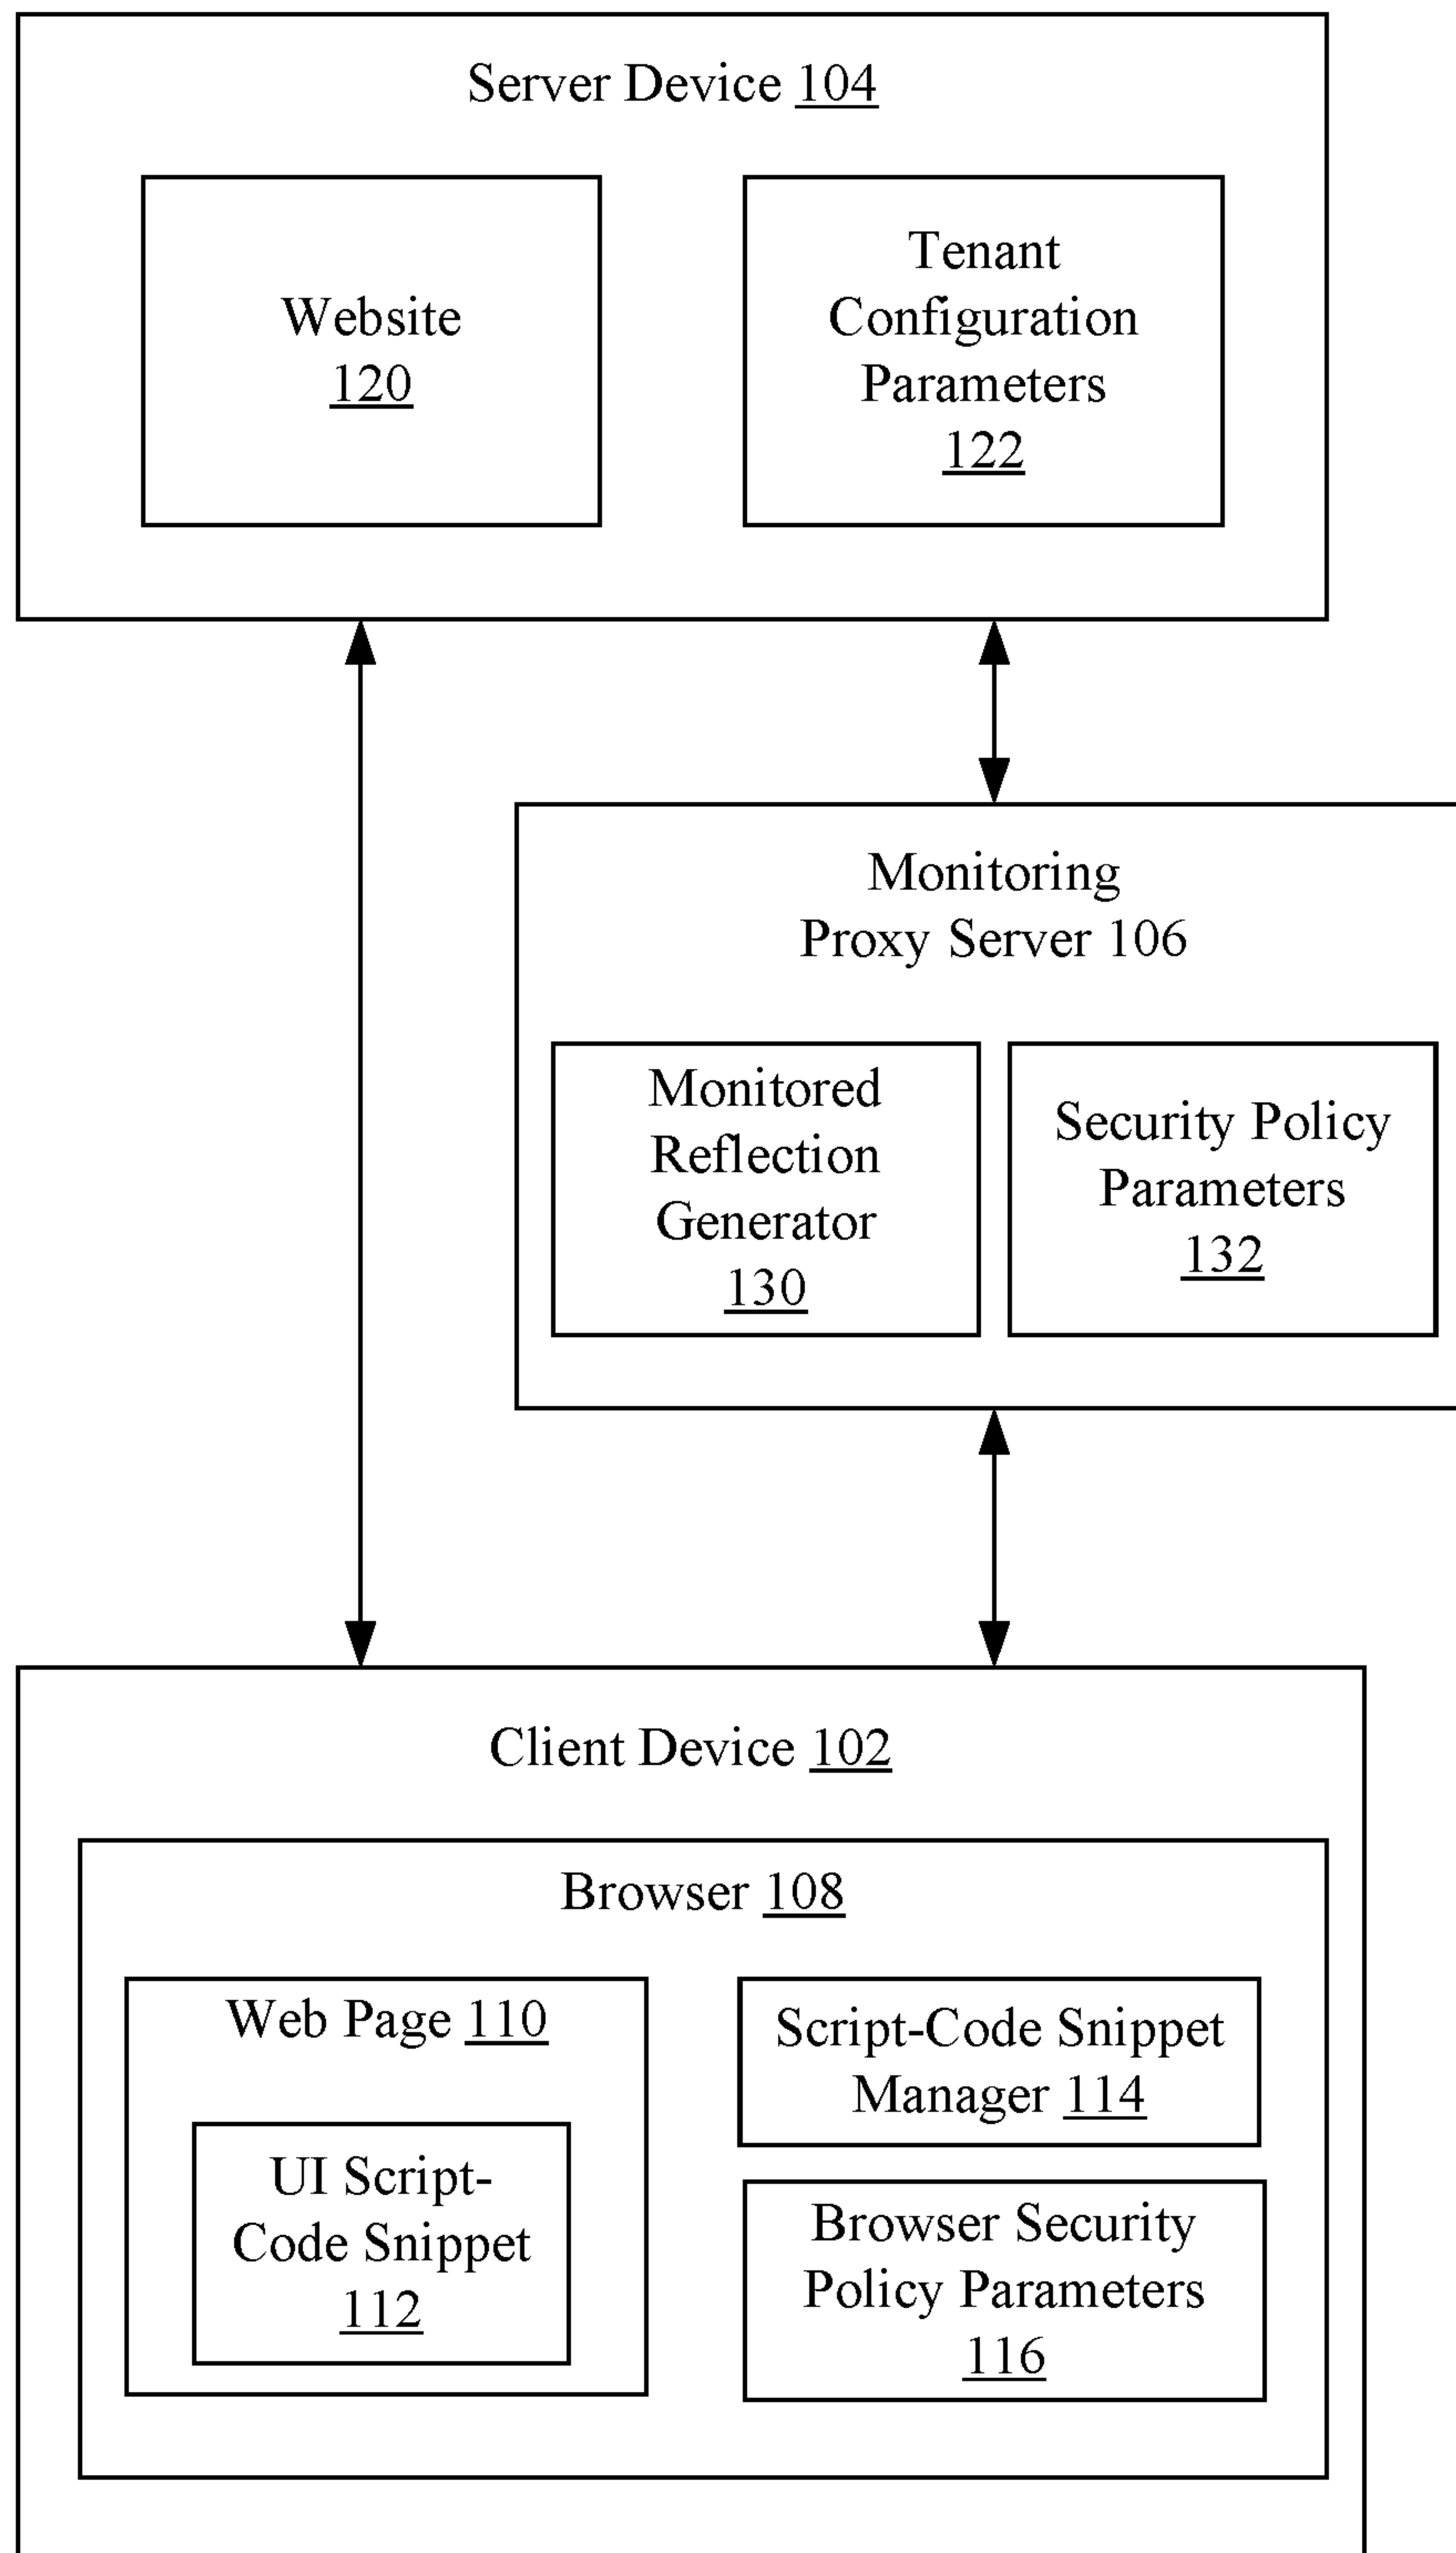 Server Device 104
Website
120
Tenant
Configuration
Parameters
122
Monitoring
Proxy Server 106
Monitored
Reflection
Generator
130
Security Policy
Parameters
132
Client Device 102
Browser 108
Web Page 110
UI Script-
Code Snippet
112
Script-Code Snippet
Manager 114
Browser Security
Policy Parameters
116